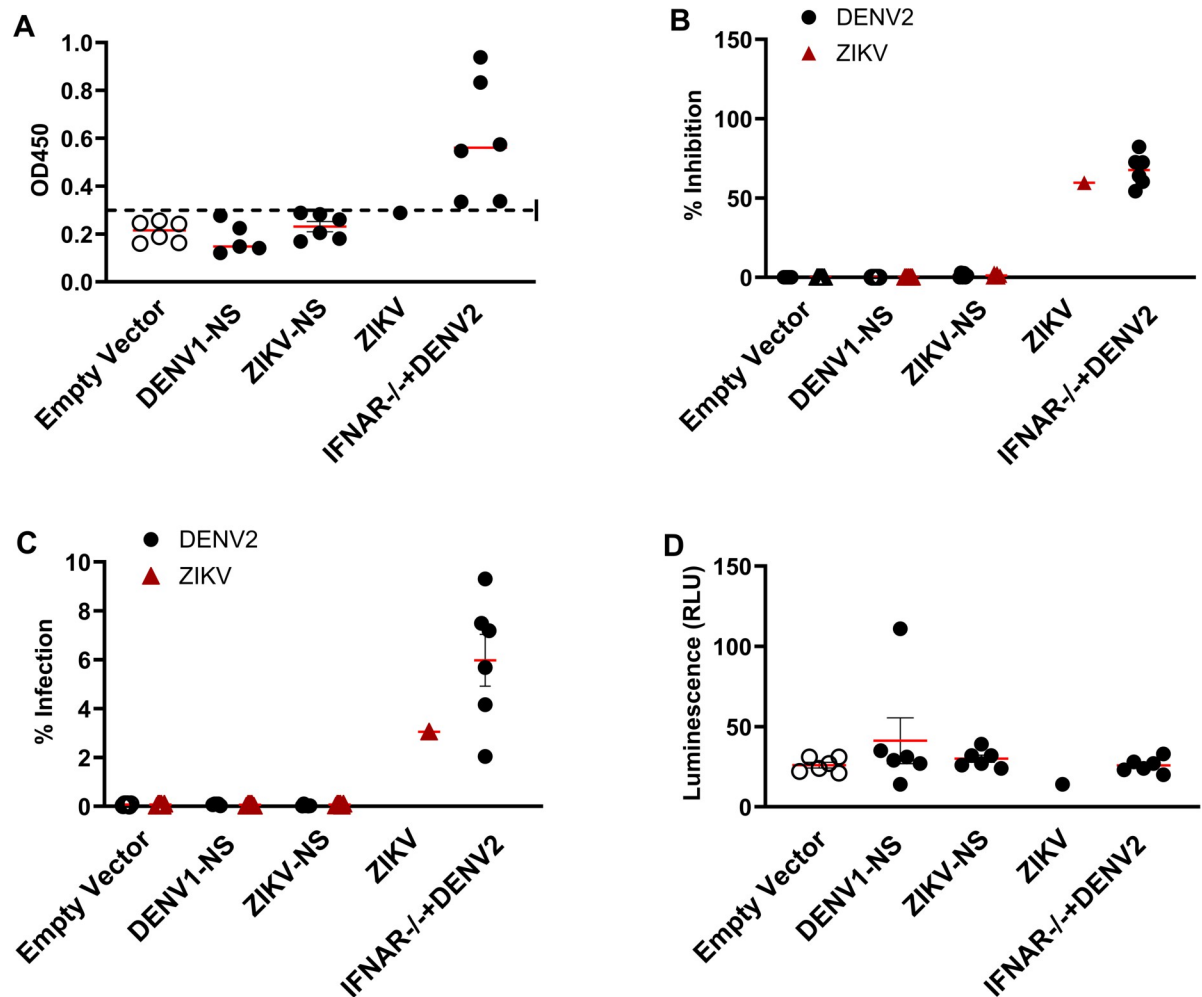 A
OD450
1.0
0.8
0.6
0.4
0.2
0.0
Empty Vector
DENV1-NS
ZIKV-NS
ZIKV
IFNAR-/-+DENV2
B
DENV2
ZIKV
% Inhibition
150
100
50
0
Empty Vector
DENV1-NS
ZIKV-NS
ZIKV
IFNAR-/-+DENV2
C
DENV2
ZIKV
% Infection
10
8
6
4
2
0
Empty Vector
DENV1-NS
ZIKV-NS
ZIKV
IFNAR-/-+DENV2
D
Luminescence (RLU)
150
100
50
0
Empty Vector
DENV1-NS
ZIKV-NS
ZIKV
IFNAR-/-+DENV2